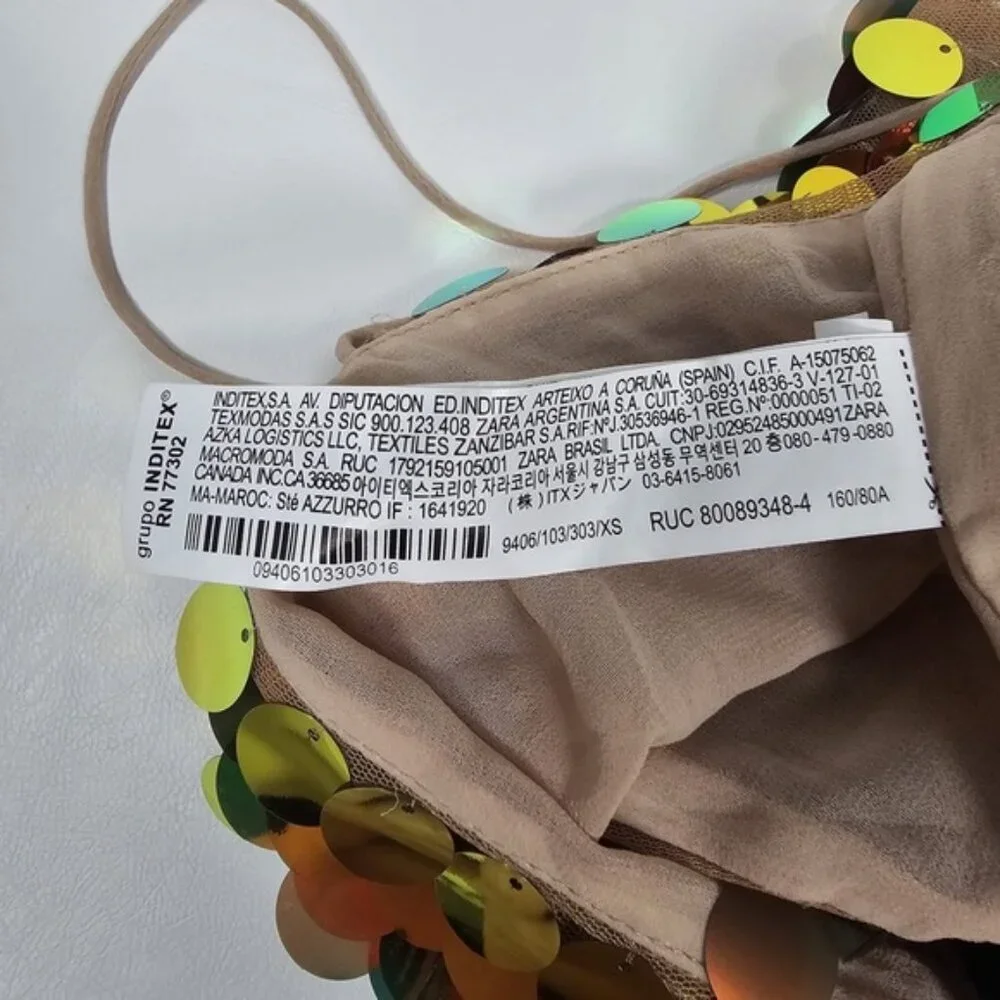 grupo INDITEX®
RN 77302
INDITEX.S.A. AV. DIPUTACION ED.INDITEX ARTEIXO A CORUÑA (SPAIN) C.I.F. A-15075062
TEXMODAS S.A.S SIC 900.123.408 ZARA ARGENTINA S.A. CUIT:30-69314836-3 V-127-01
AZKA LOGISTICS LLC, TEXTILES ZANZIBAR S.A RIF:NºJ.30536946-1 REG.Nº-0000051 TI-02
MACROMODA S.A. RUC 1792159105001 ZARA BRASIL LTDA. CNPJ:02952485000491ZARA
CANADA INC.CA 36685 아이티엑스코리아 자라코리아 서울시 강남구 삼성동 무역센터 20 층 080-479-0880
MA-MAROC: Sté AZZURRO IF : 1641920 (株) ITXジャパン 03-6415-8061
9406/103/303/XS RUC 80089348-4 160/80A
09406103303016